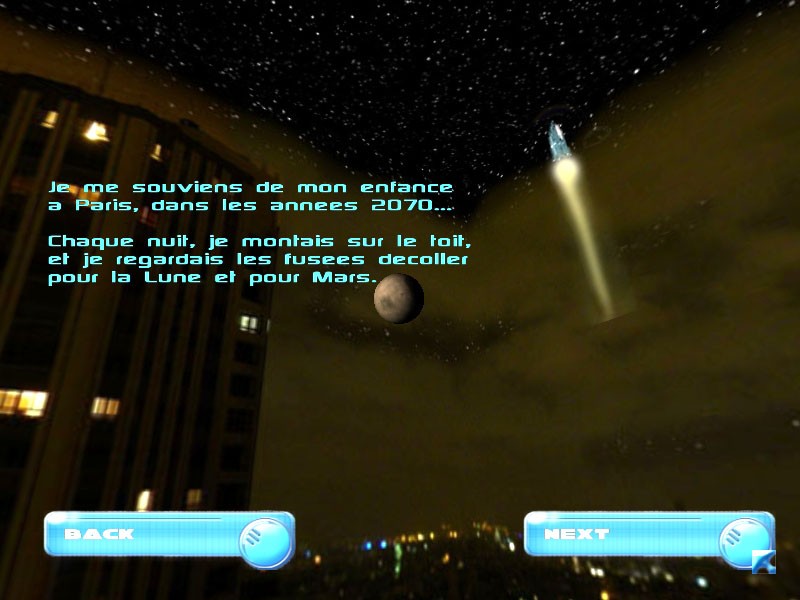 Je me souviens de mon enfance
a Paris, dans les annees 2070...
Chaque nuit, je montais sur le toit,
et je regardais les fusees decoller
pour la Lune et pour Mars.
BACK
NEXT